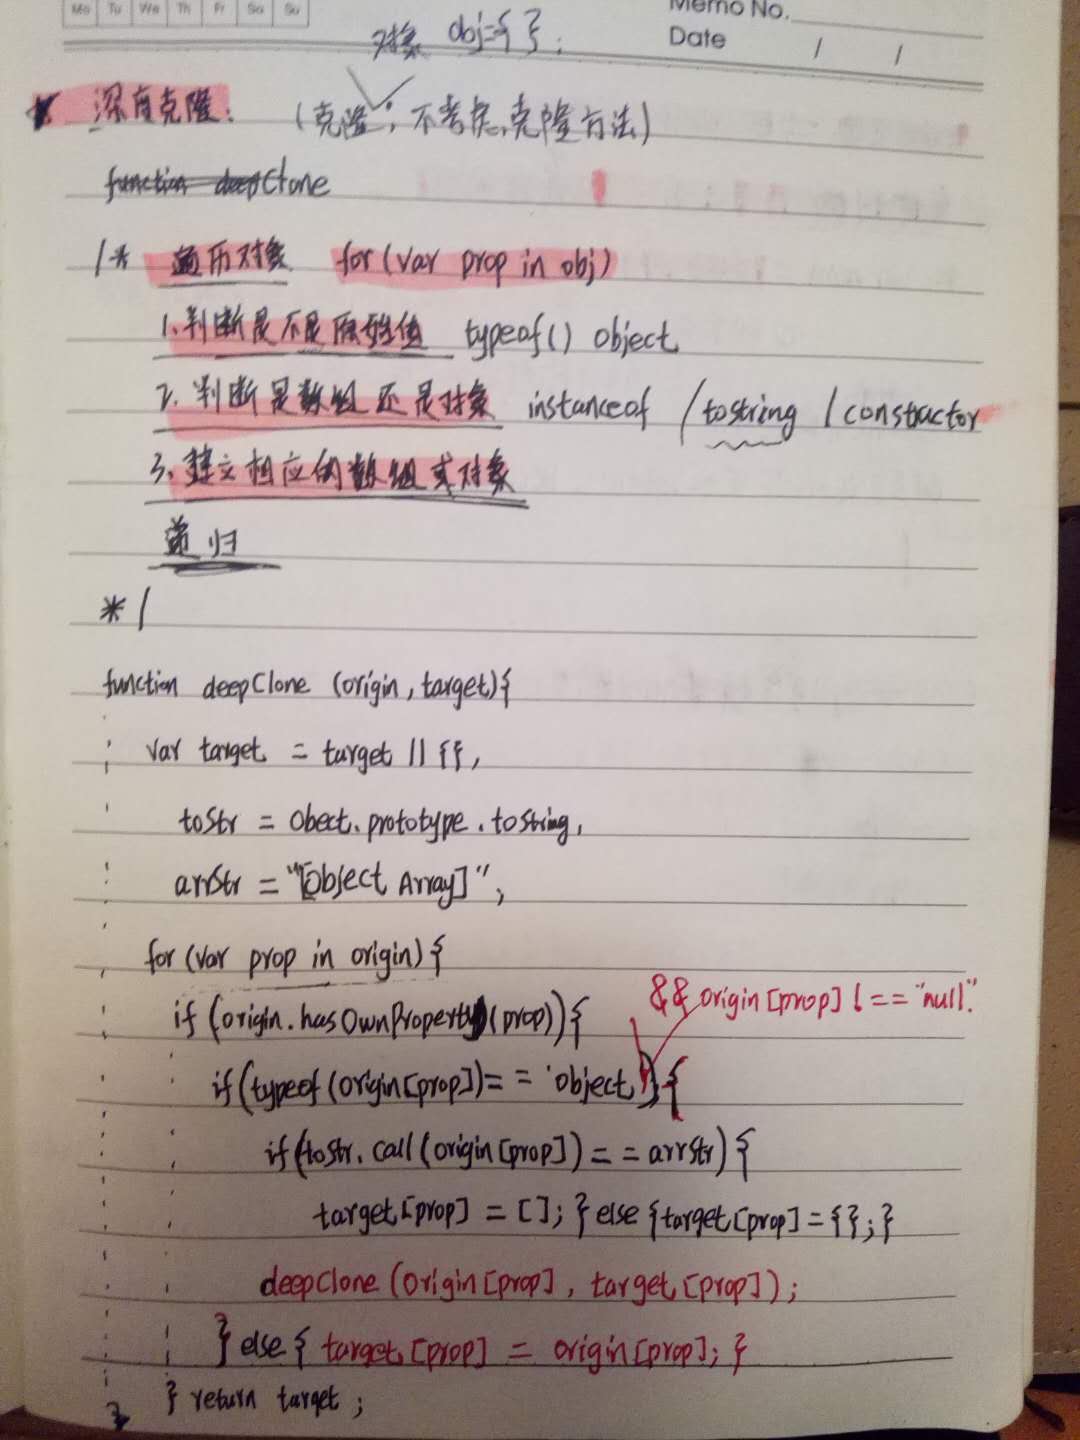 Mo Tu We Th Fr Sa Su
Memo No.
Date / /
对象 obj={ };
深度克隆: (克隆; 不考虑克隆方法)
function deepClone
/* 遍历对象 for(var prop in obj)
1.判断是不是原始值 typeof() object
2.判断是数组还是对象 instanceof /tostring / constractor
3.建立相应的数组或对象
递归
*/
function deepClone (origin, target){
var target = target || {},
toStr = Obect.prototype.tostring,
arrStr = "[object Array]",
for (var prop in origin){
&& origin[prop] !== "null".
if (origin.hasOwnProperty(prop)){
if(typeof(origin[prop])== 'object'){
if(toStr.call(origin[prop])== arrStr){
target[prop] = []; } else {target[prop]={};}
deepClone (origin[prop], target[prop]);
} else { target[prop] = origin[prop]; }
} return target;
}